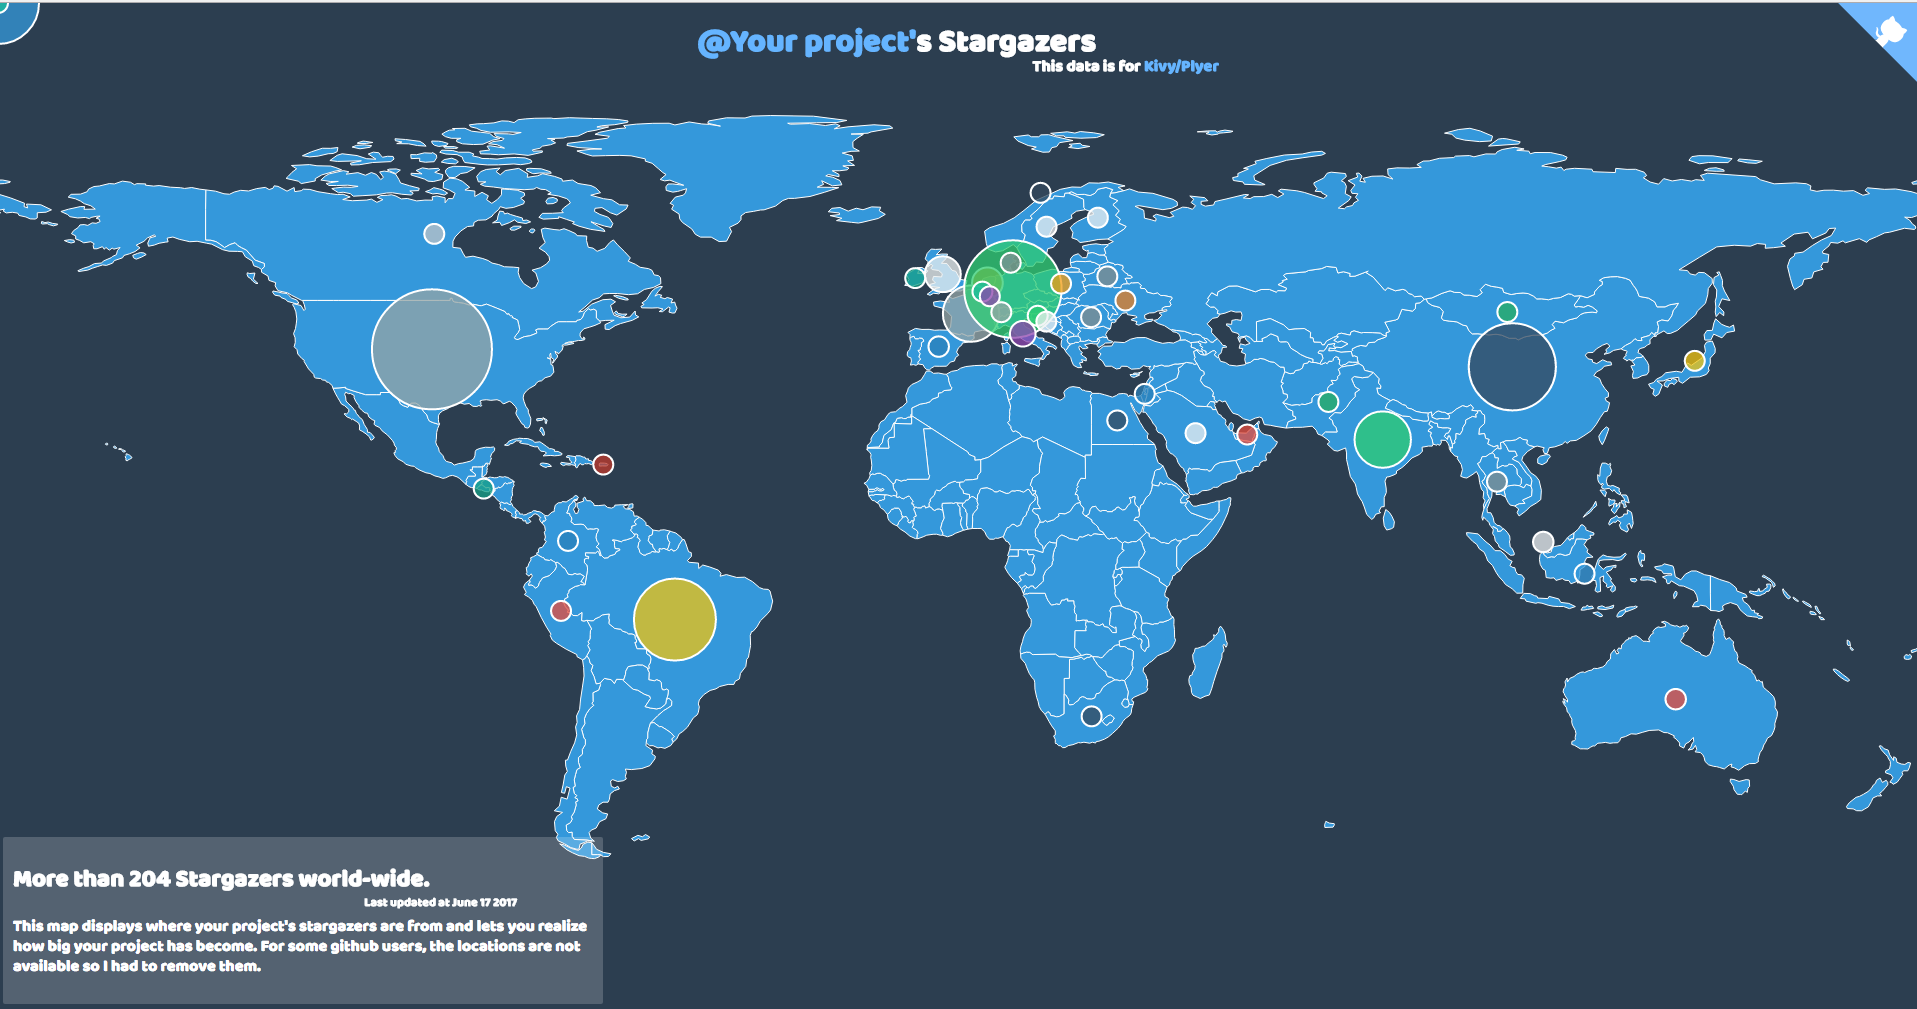 @Your project's Stargazers
This data is for Kivy/Plyer
More than 204 Stargazers world-wide.
Last updated at June 17 2017
This map displays where your project's stargazers are from and lets you realize
how big your project has become. For some github users, the locations are not
available so I had to remove them.